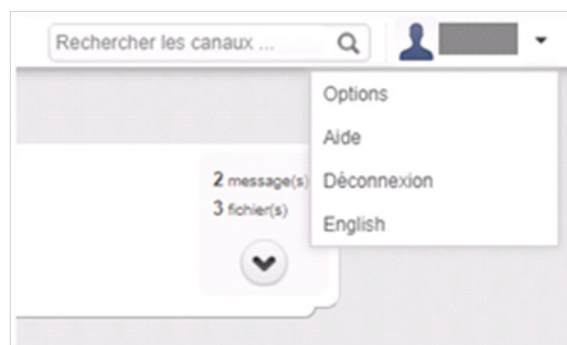 Rechercher les canaux ...
Options
Aide
Déconnexion
English
2 message(s)
3 fichier(s)